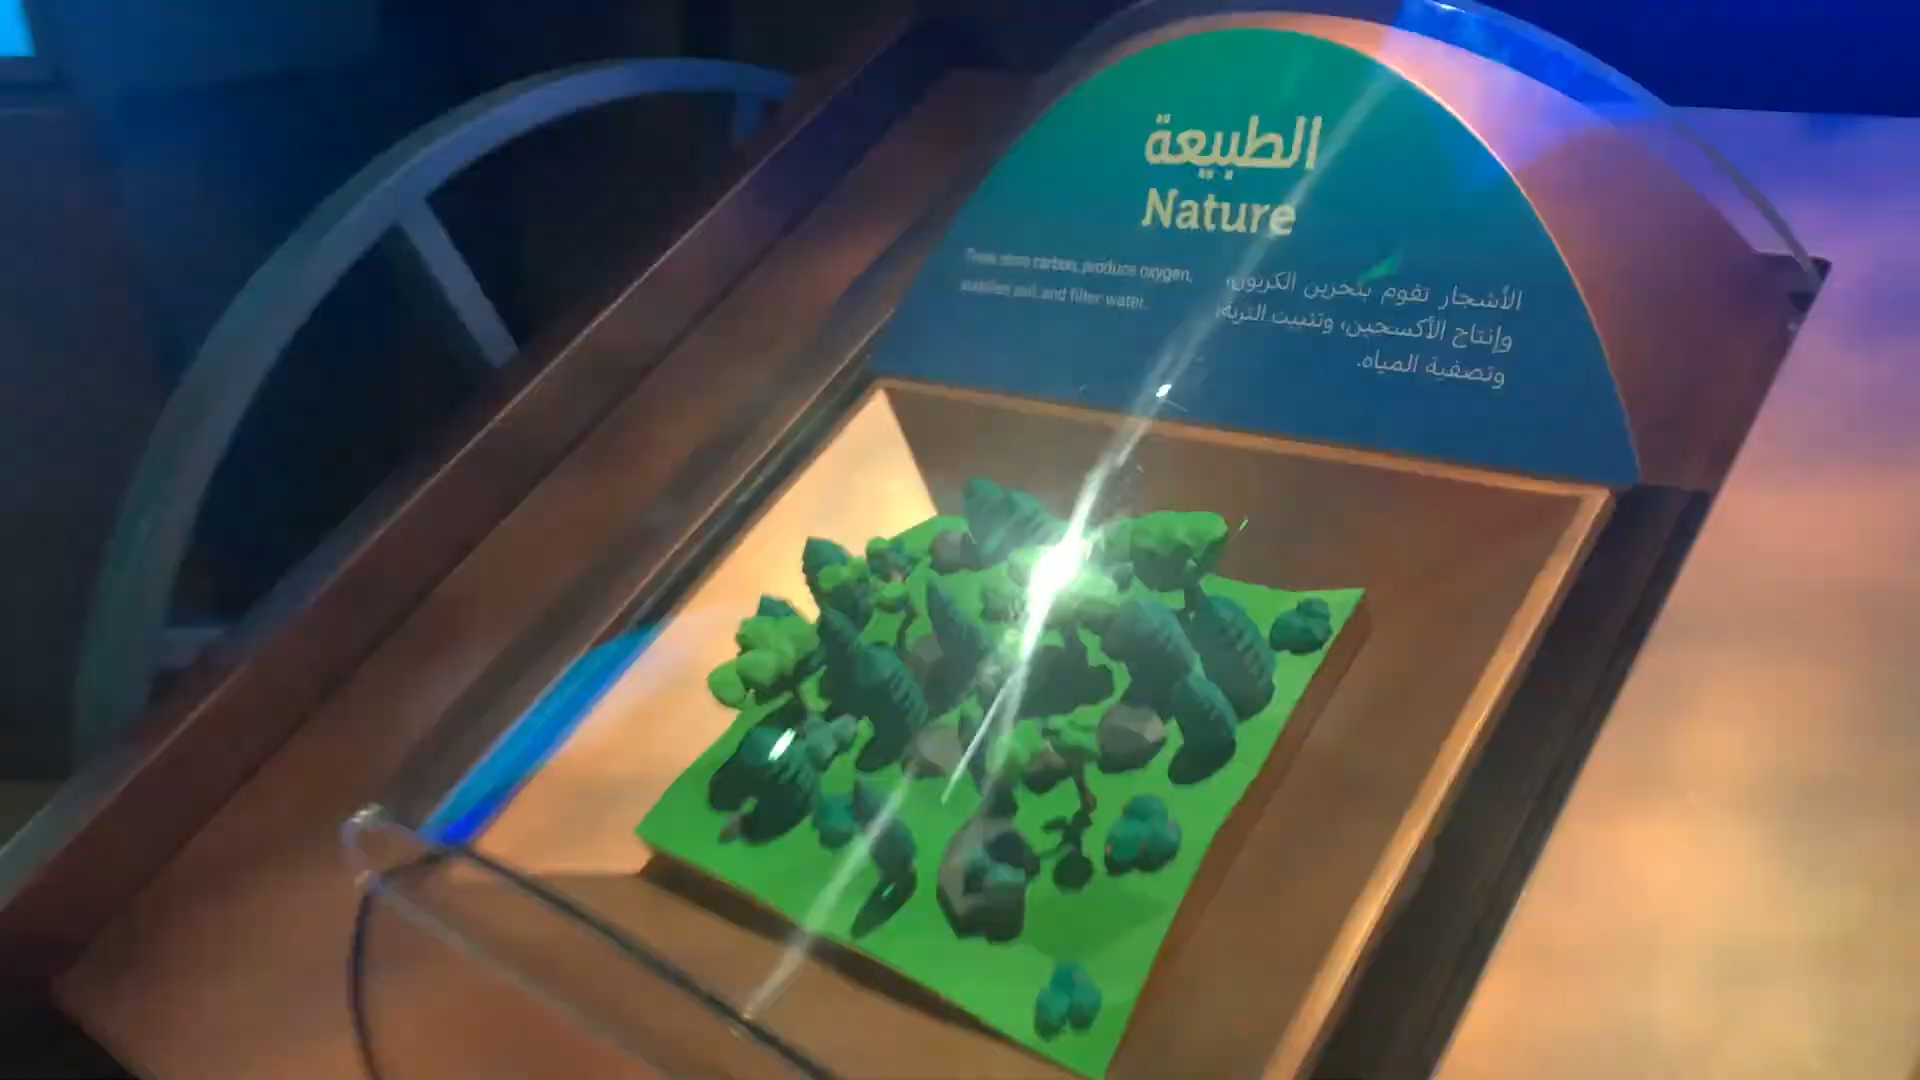 الطبيعة
Nature
Trees store carbon, produce oxygen,
stabilise soil, and filter water.
الأشجار تقوم بتخزين الكربون،
وإنتاج الأكسجين، وتثبيت التربة،
وتصفية المياه.